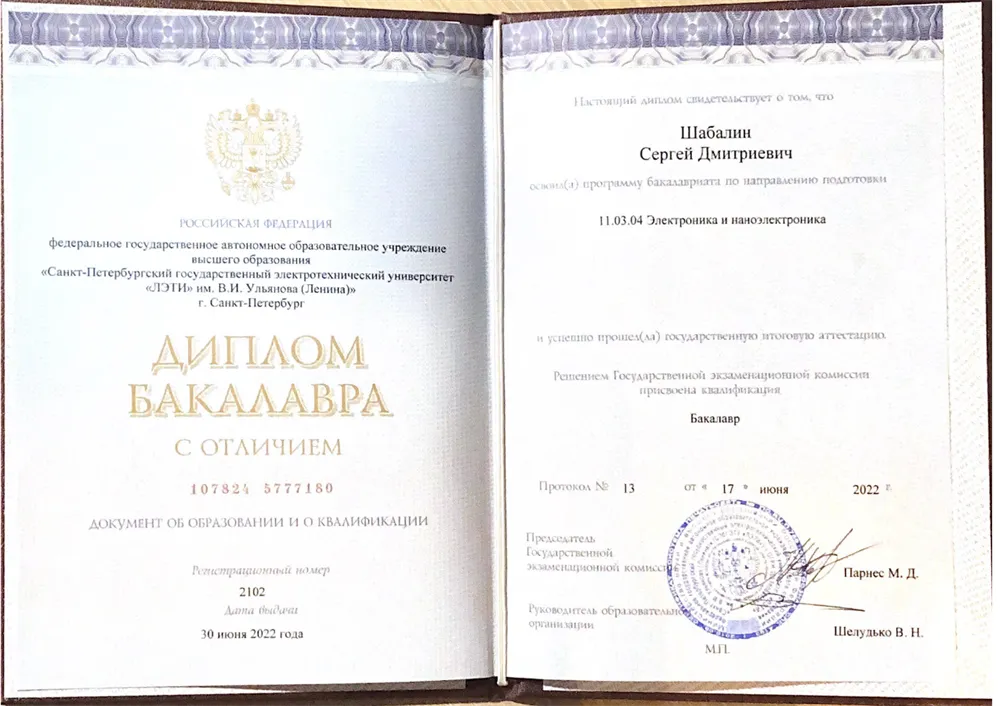 РОССИЙСКАЯ ФЕДЕРАЦИЯ
федеральное государственное автономное образовательное учреждение
высшего образования
«Санкт-Петербургский государственный электротехнический университет
«ЛЭТИ» им. В.И. Ульянова (Ленина)»
г. Санкт-Петербург
ДИПЛОМ
БАКАЛАВРА
С ОТЛИЧИЕМ
107824 5777180
ДОКУМЕНТ ОБ ОБРАЗОВАНИИ И О КВАЛИФИКАЦИИ
Регистрационный номер
2102
Дата выдачи
30 июня 2022 года
Настоящий диплом свидетельствует о том, что
Шабалин
Сергей Дмитриевич
освоил(а) программу бакалавриата по направлению подготовки
11.03.04 Электроника и наноэлектроника
и успешно прошел(ла) государственную итоговую аттестацию.
Решением Государственной экзаменационной комиссии
присвоена квалификация
Бакалавр
Протокол № 13 от « 17 » июня 2022 г.
Председатель
Государственной
экзаменационной комиссии
Парнес М. Д.
Руководитель образовательной
организации
Шелудько В. Н.
М.П.